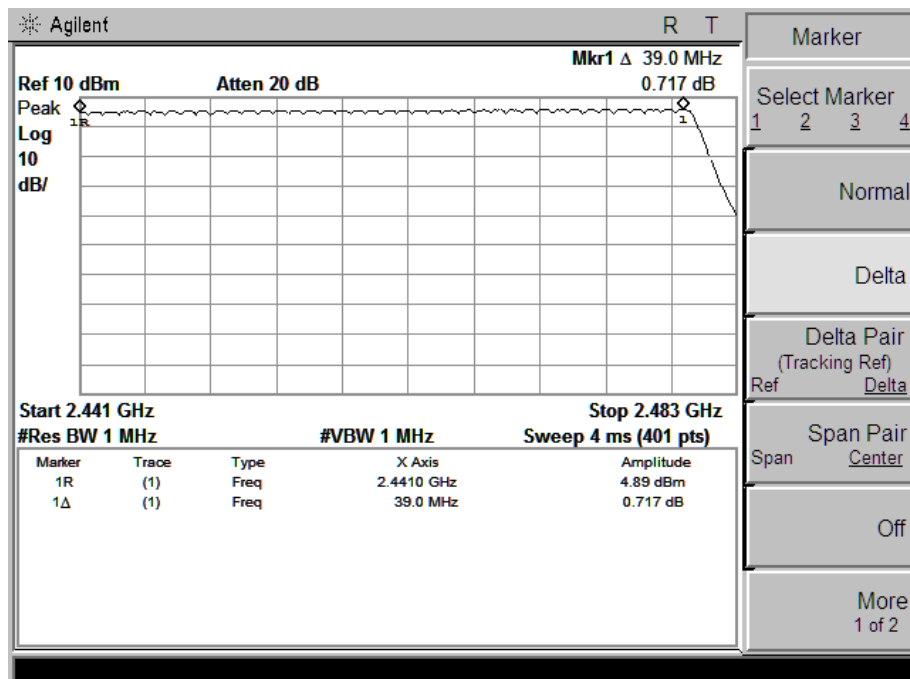 Agilent R T
Mkr1 Δ 39.0 MHz
Ref 10 dBm Atten 20 dB 0.717 dB
Peak
Log
10
dB/
1R
1
Start 2.441 GHz Stop 2.483 GHz
#Res BW 1 MHz #VBW 1 MHz Sweep 4 ms (401 pts)
Marker Trace Type X Axis Amplitude
1R (1) Freq 2.4410 GHz 4.89 dBm
1Δ (1) Freq 39.0 MHz 0.717 dB
Marker
Select Marker
1 2 3 4
Normal
Delta
Delta Pair
(Tracking Ref)
Ref Delta
Span Pair
Span Center
Off
More
1 of 2